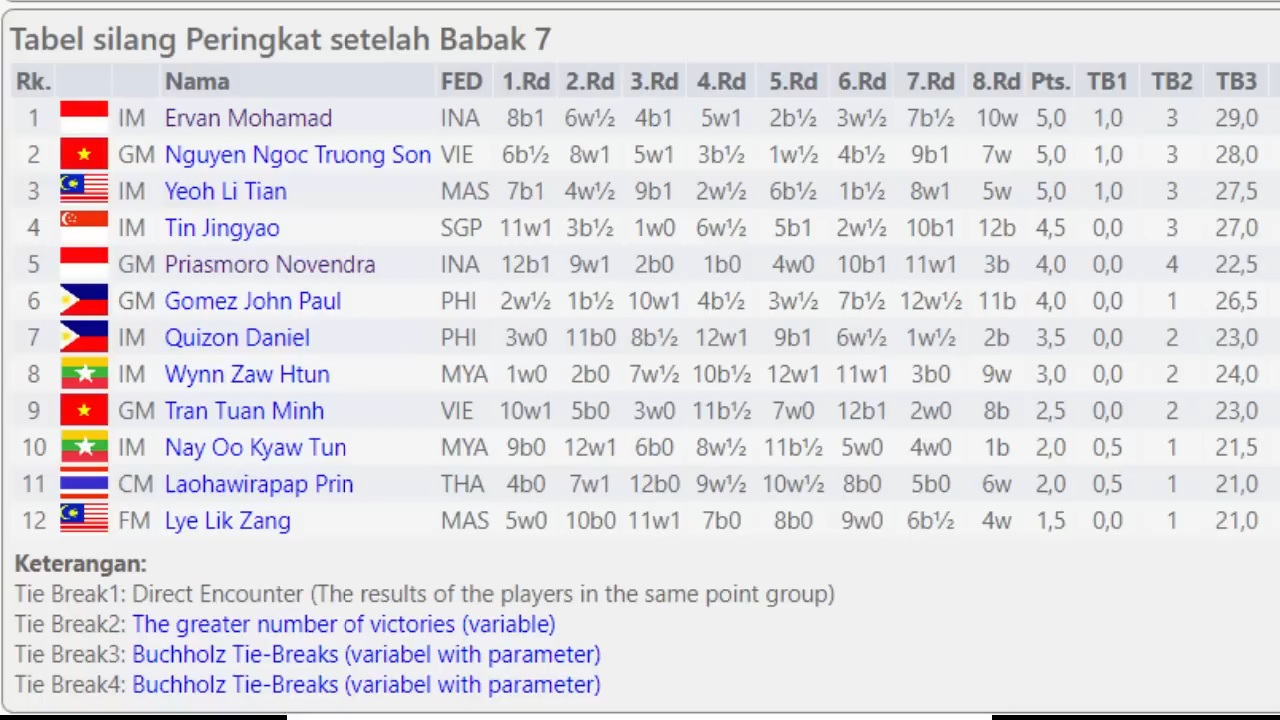 Tabel silang Peringkat setelah Babak 7
Rk. Nama FED 1.Rd 2.Rd 3.Rd 4.Rd 5.Rd 6.Rd 7.Rd 8.Rd Pts. TB1 TB2 TB3
1 IM Ervan Mohamad INA 8b1 6w½ 4b1 5w1 2b½ 3w½ 7b½ 10w 5,0 1,0 3 29,0
2 GM Nguyen Ngoc Truong Son VIE 6b½ 8w1 5w1 3b½ 1w½ 4b½ 9b1 7w 5,0 1,0 3 28,0
3 IM Yeoh Li Tian MAS 7b1 4w½ 9b1 2w½ 6b½ 1b½ 8w1 5w 5,0 1,0 3 27,5
4 IM Tin Jingyao SGP 11w1 3b½ 1w0 6w½ 5b1 2w½ 10b1 12b 4,5 0,0 3 27,0
5 GM Priasmoro Novendra INA 12b1 9w1 2b0 1b0 4w0 10b1 11w1 3b 4,0 0,0 4 22,5
6 GM Gomez John Paul PHI 2w½ 1b½ 10w1 4b½ 3w½ 7b½ 12w½ 11b 4,0 0,0 1 26,5
7 IM Quizon Daniel PHI 3w0 11b0 8b½ 12w1 9b1 6w½ 1w½ 2b 3,5 0,0 2 23,0
8 IM Wynn Zaw Htun MYA 1w0 2b0 7w½ 10b½ 12w1 11w1 3b0 9w 3,0 0,0 2 24,0
9 GM Tran Tuan Minh VIE 10w1 5b0 3w0 11b½ 7w0 12b1 2w0 8b 2,5 0,0 2 23,0
10 IM Nay Oo Kyaw Tun MYA 9b0 12w1 6b0 8w½ 11b½ 5w0 4w0 1b 2,0 0,5 1 21,5
11 CM Laohawirapap Prin THA 4b0 7w1 12b0 9w½ 10w½ 8b0 5b0 6w 2,0 0,5 1 21,0
12 FM Lye Lik Zang MAS 5w0 10b0 11w1 7b0 8b0 9w0 6b½ 4w 1,5 0,0 1 21,0
Keterangan:
Tie Break1: Direct Encounter (The results of the players in the same point group)
Tie Break2: The greater number of victories (variable)
Tie Break3: Buchholz Tie-Breaks (variabel with parameter)
Tie Break4: Buchholz Tie-Breaks (variabel with parameter)